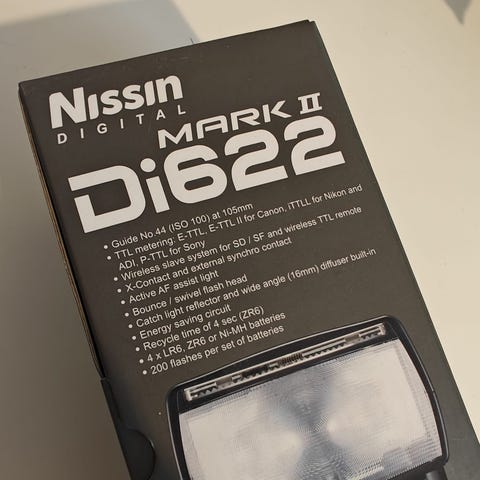 NISSIN
DIGITAL
MARK II
Di622
• Guide No.44 (ISO 100) at 105mm
• TTL metering: E-TTL, E-TTL II for Canon, iTTLL for Nikon and
ADI, P-TTL for Sony
• Wireless slave system for SD / SF and wireless TTL remote
• X-Contact and external synchro contact
• Active AF assist light
• Bounce / swivel flash head
• Catch light reflector and wide angle (16mm) diffuser built-in
• Energy saving circuit
• Recycle time of 4 sec (ZR6)
• 4 x LR6, ZR6 or Ni-MH batteries
• 200 flashes per set of batteries